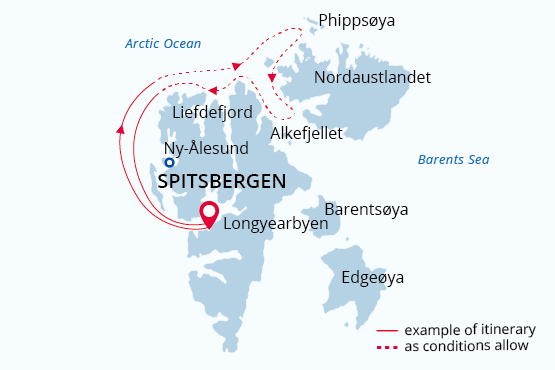 Phippsøya
Arctic Ocean
Nordaustlandet
Liefdefjord
Alkefjellet
Ny-Ålesund
Barents Sea
SPITSBERGEN
Barentsøya
Longyearbyen
Edgeøya
example of itinerary
as conditions allow